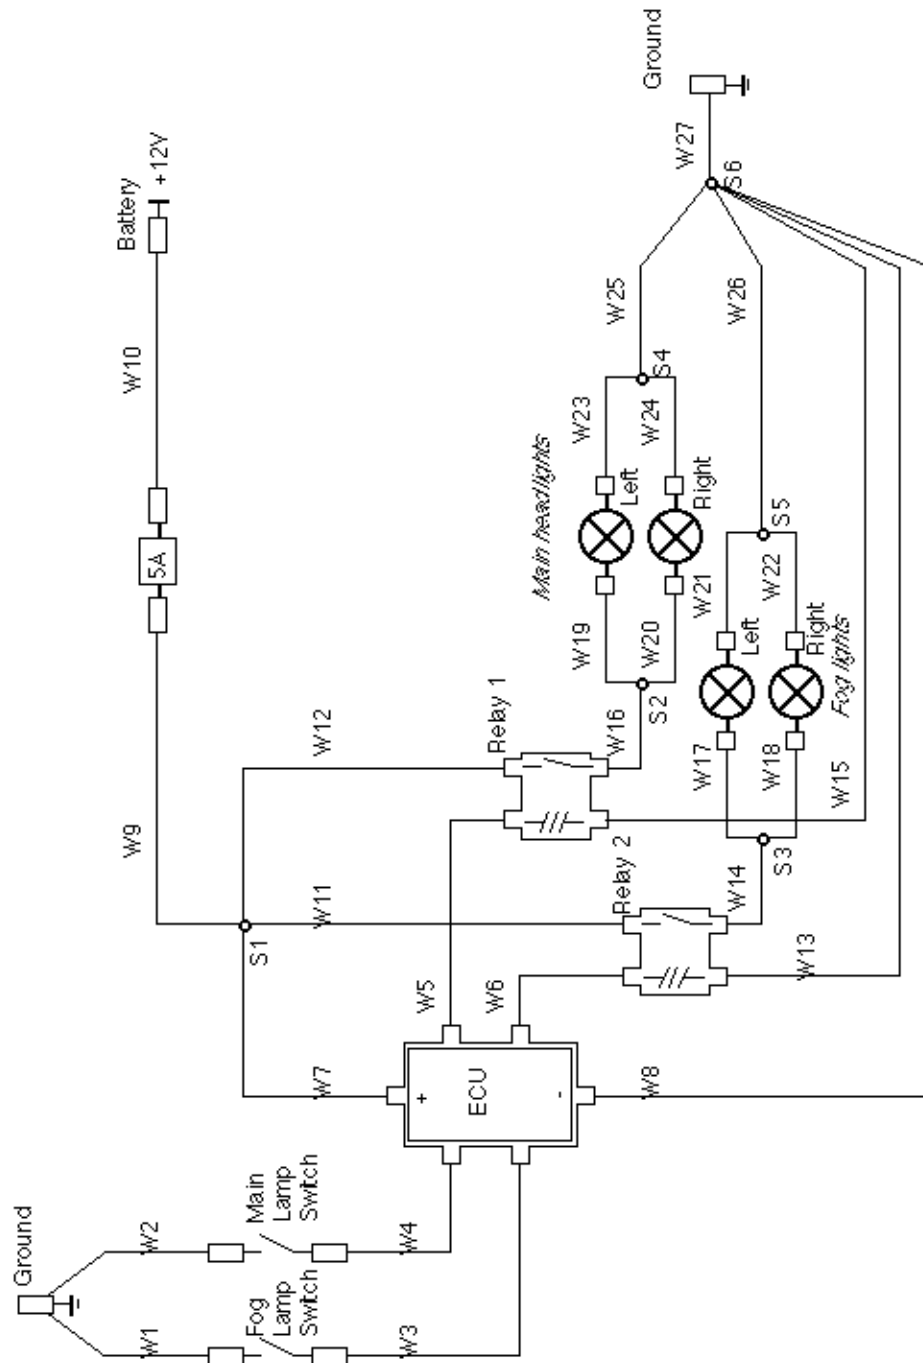 Ground
W1
W2
Fog
Lamp
Switch
Main
Lamp
Switch
W3
W4
W7
+
ECU
-
W8
W5
W6
S1
W9
5A
W10
Battery
+12V
W11
W12
Relay 1
Relay 2
W16
W14
W13
W15
S2
S3
W19
W20
W17
W18
Main headlights
Left
Right
W21
W22
Left
Right
Fog lights
W23
W24
S4
S5
W25
W26
S6
W27
Ground